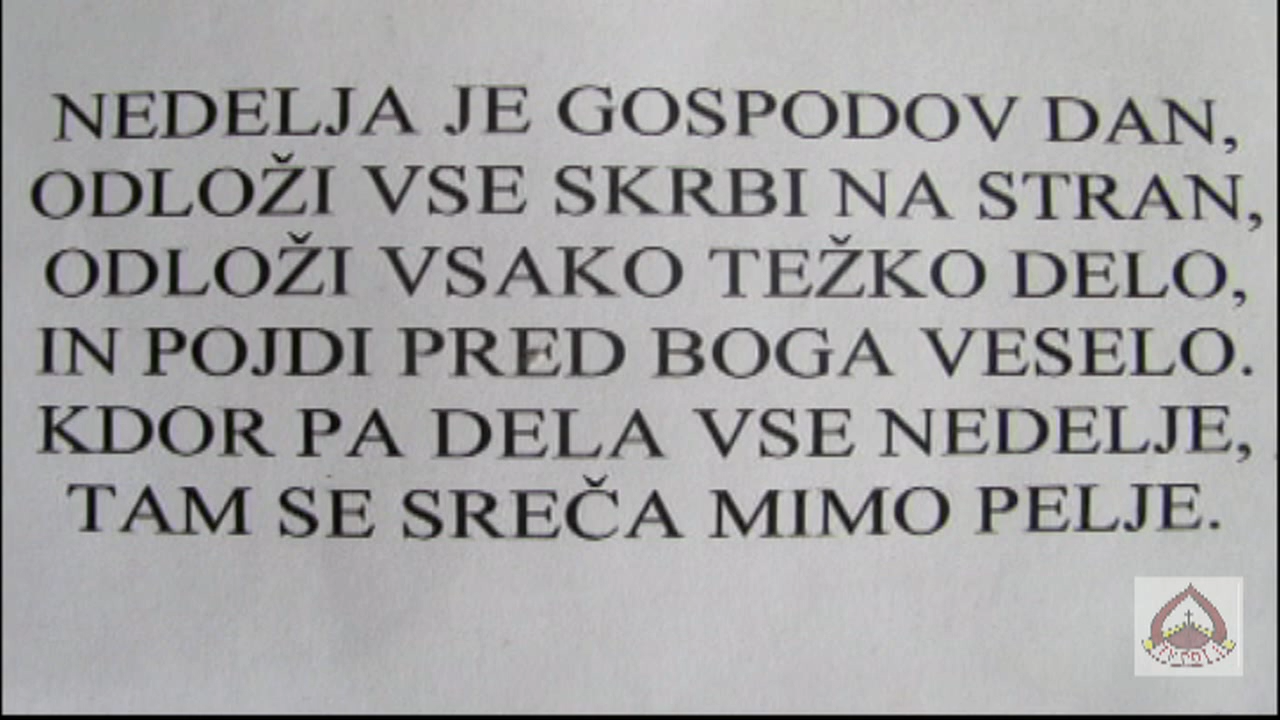 NEDELJA JE GOSPODOV DAN,
ODLOŽI VSE SKRBI NA STRAN,
ODLOŽI VSAKO TEŽKO DELO,
IN POJDI PRED BOGA VESELO.
KDOR PA DELA VSE NEDELJE,
TAM SE SREČA MIMO PELJE.